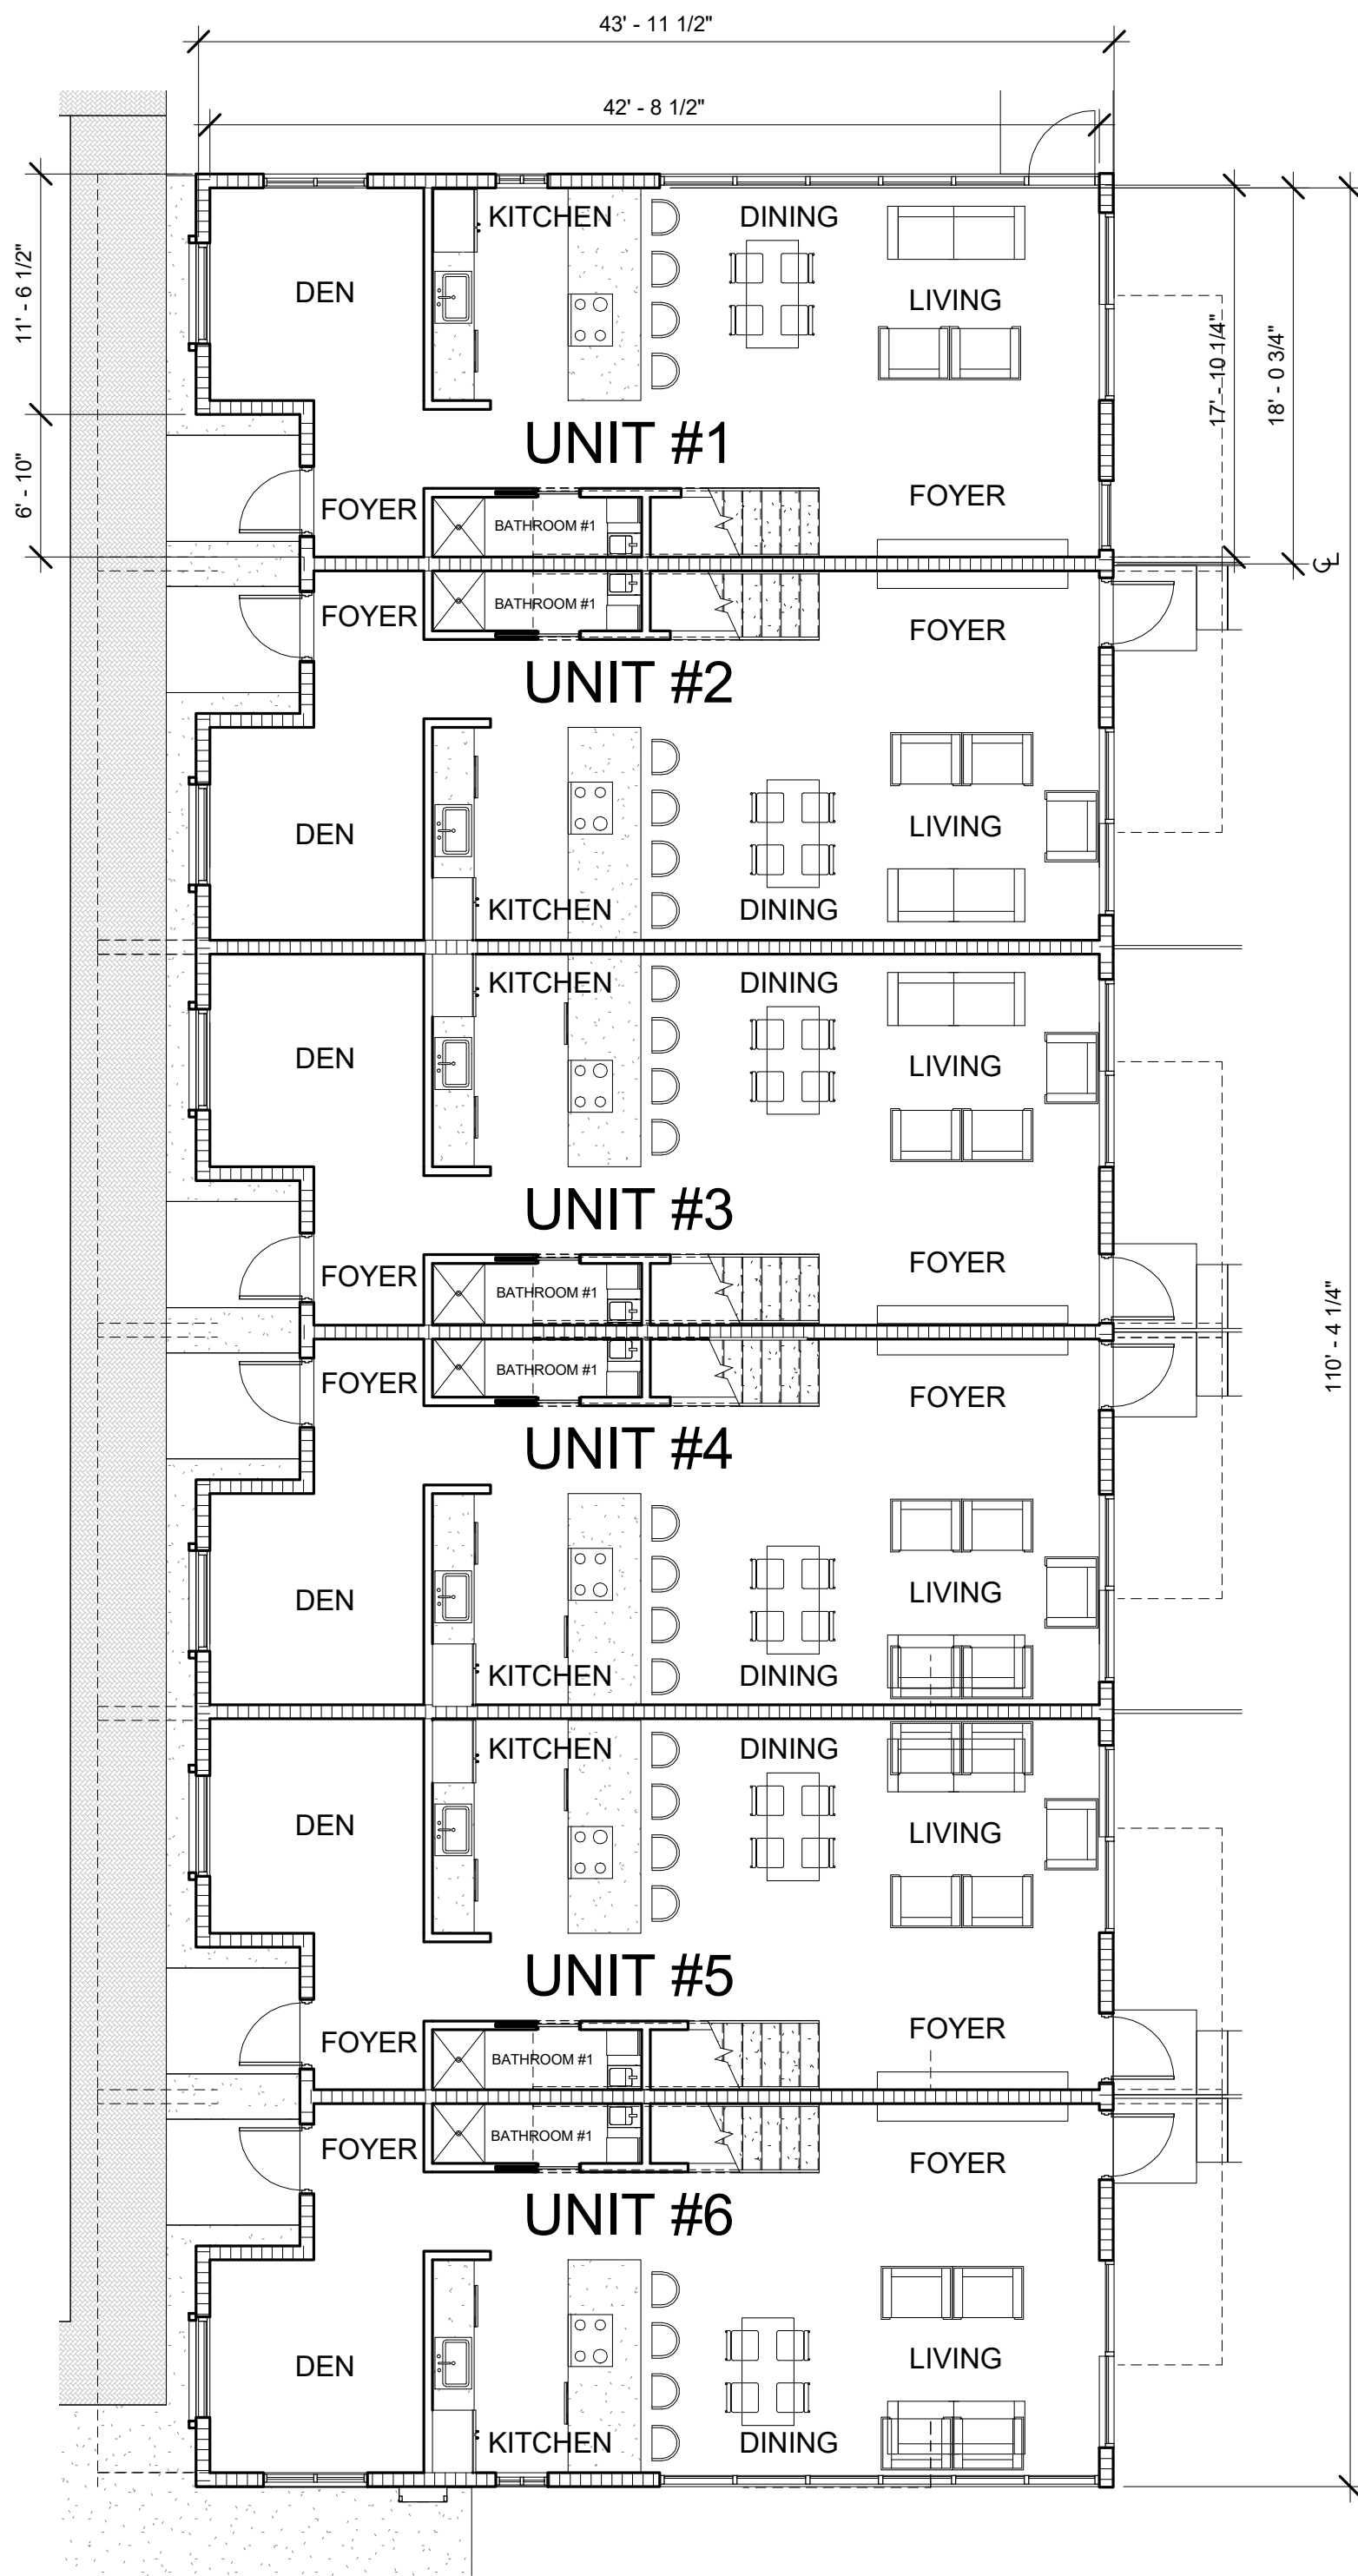 43' - 11 1/2"
42' - 8 1/2"
KITCHEN
DINING
11' - 6 1/2"
DEN
LIVING
17' - 10 1/4"
18' - 0 3/4"
UNIT #1
6' - 10"
FOYER
FOYER
BATHROOM #1
CL
BATHROOM #1
FOYER
FOYER
UNIT #2
DEN
LIVING
KITCHEN
DINING
KITCHEN
DINING
DEN
LIVING
UNIT #3
FOYER
FOYER
BATHROOM #1
110' - 4 1/4"
BATHROOM #1
FOYER
FOYER
UNIT #4
DEN
LIVING
KITCHEN
DINING
KITCHEN
DINING
DEN
LIVING
UNIT #5
FOYER
FOYER
BATHROOM #1
BATHROOM #1
FOYER
FOYER
UNIT #6
DEN
LIVING
KITCHEN
DINING